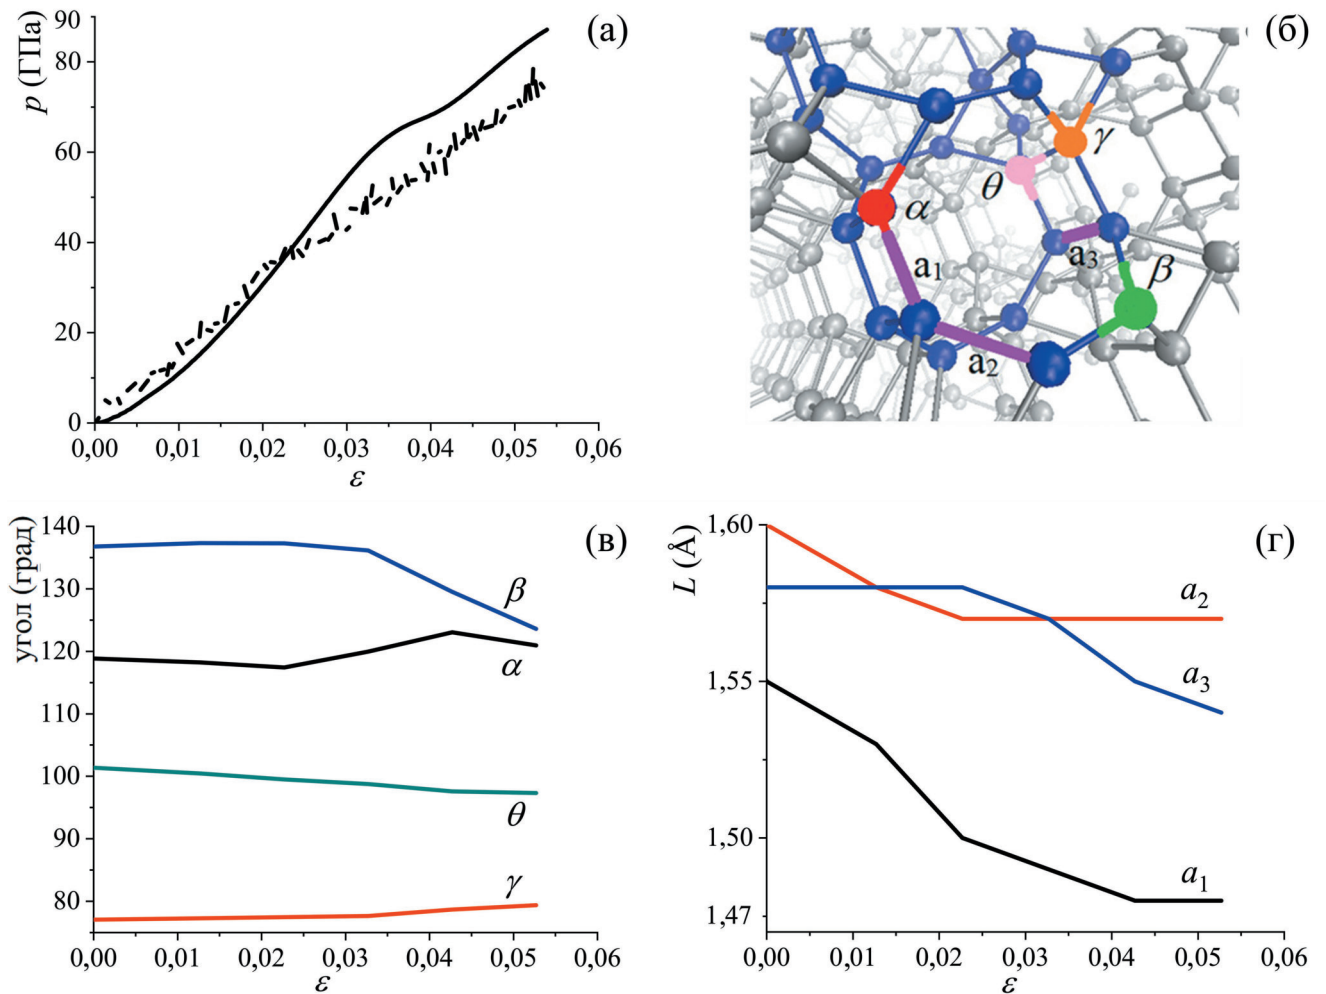 (а)
p (ГПа)
90
80
60
40
20
0
0,00 0,01 0,02 0,03 0,04 0,05 0,06
ε
(б)
γ
θ
α
a1
a3
β
a2
(в)
угол (град)
140
130
120
110
100
90
80
β
α
θ
γ
0,00 0,01 0,02 0,03 0,04 0,05 0,06
ε
(г)
L (Å)
1,60
1,55
1,50
1,47
a2
a3
a1
0,00 0,01 0,02 0,03 0,04 0,05 0,06
ε